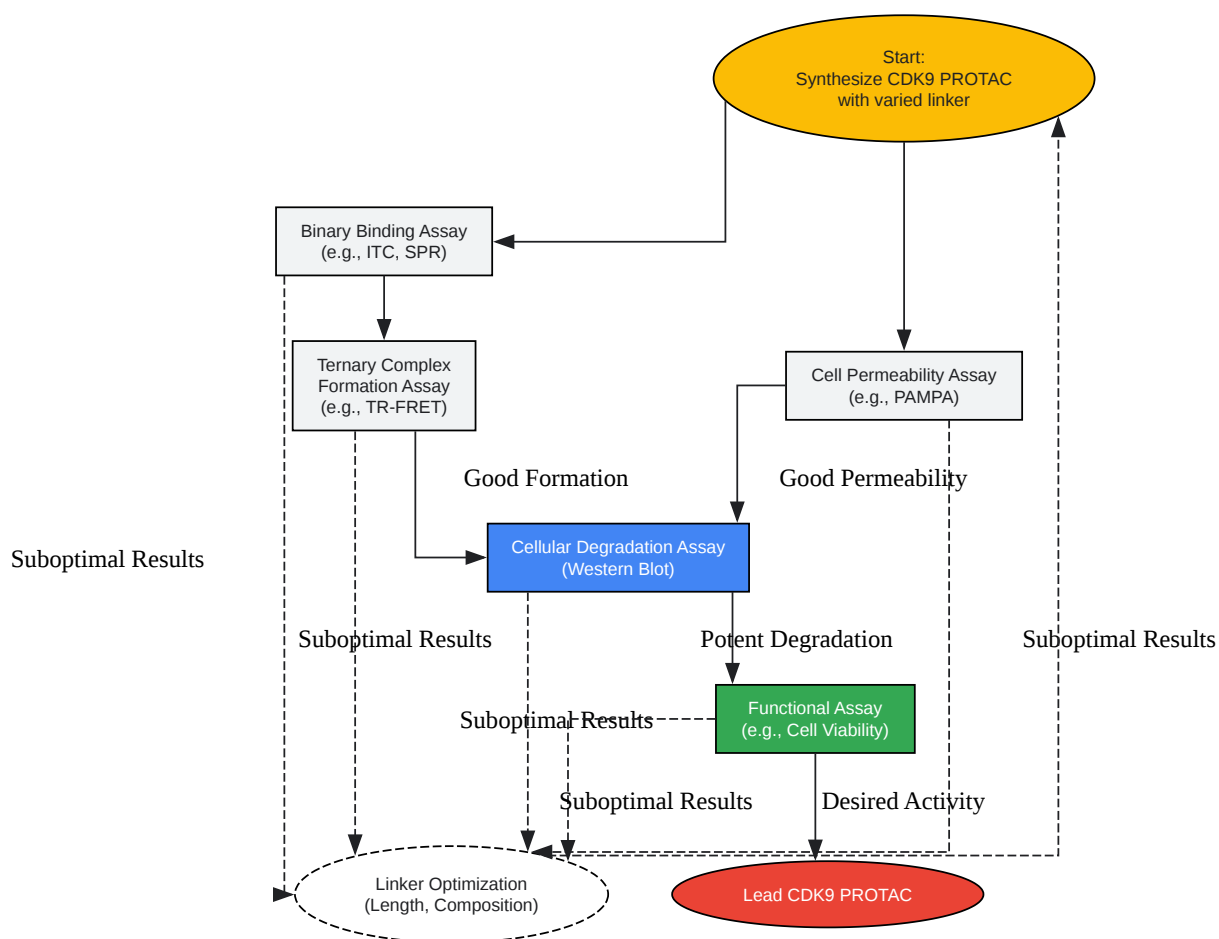 Start:
Synthesize CDK9 PROTAC
with varied linker
Binary Binding Assay
(e.g., ITC, SPR)
Ternary Complex
Formation Assay
(e.g., TR-FRET)
Cell Permeability Assay
(e.g., PAMPA)
Good Formation
Good Permeability
Cellular Degradation Assay
(Western Blot)
Suboptimal Results
Suboptimal Results
Potent Degradation
Suboptimal Results
Functional Assay
(e.g., Cell Viability)
Suboptimal Results
Suboptimal Results
Desired Activity
Linker Optimization
(Length, Composition)
Lead CDK9 PROTAC